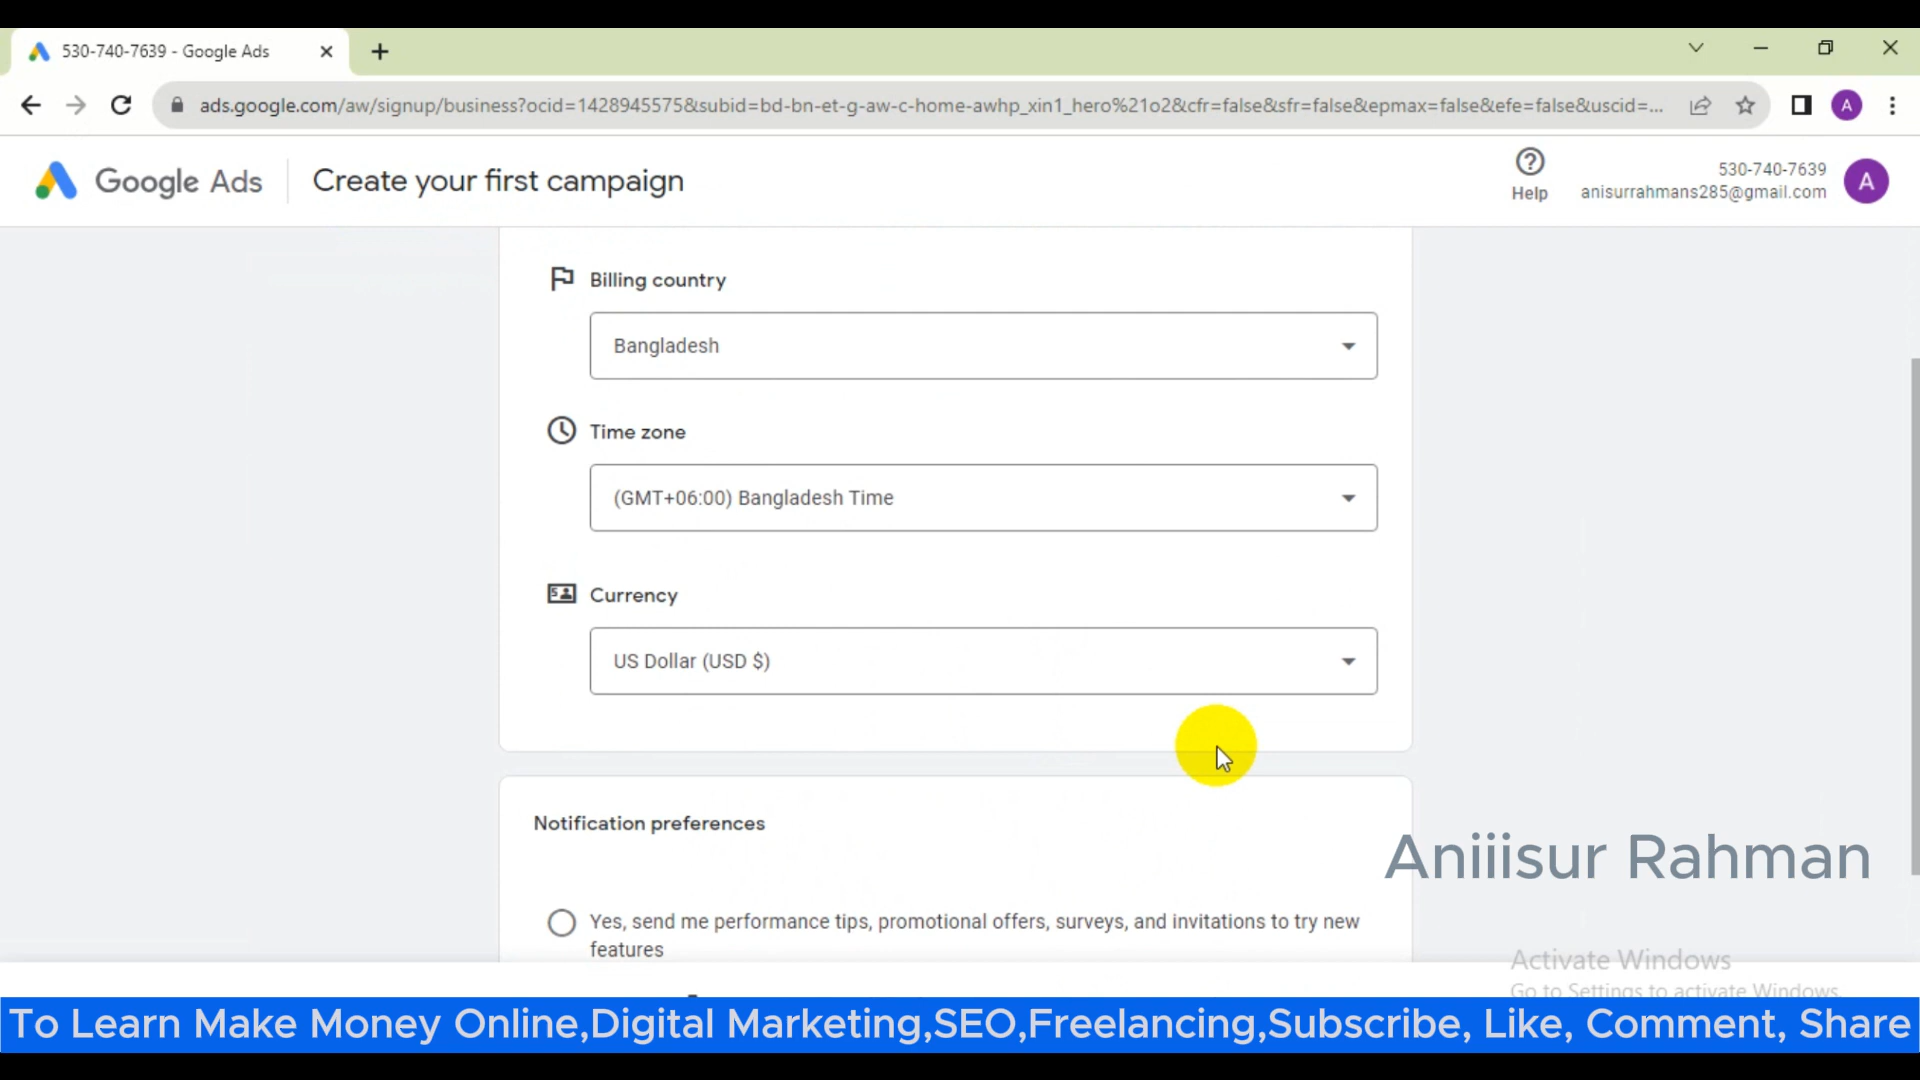 530-740-7639 - Google Ads
ads.google.com/aw/signup/business?ocid=1428945575&subid=bd-bn-et-g-aw-c-home-awhp_xin1_hero%21o2&cfr=false&sfr=false&epmax=false&efe=false&uscid=...
A
Google Ads
Create your first campaign
Help
530-740-7639
anisurrahmans285@gmail.com
A
Billing country
Bangladesh
Time zone
(GMT+06:00) Bangladesh Time
Currency
US Dollar (USD $)
Notification preferences
Aniiisur Rahman
Yes, send me performance tips, promotional offers, surveys, and invitations to try new
features
Activate Windows
Go to Settings to activate Windows.
To Learn Make Money Online,Digital Marketing,SEO,Freelancing,Subscribe, Like, Comment, Share